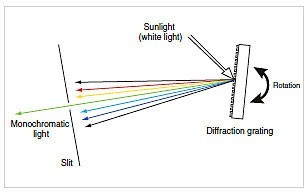 Sunlight
(white light)
Rotation
Monochromatic
light
Diffraction grating
Slit